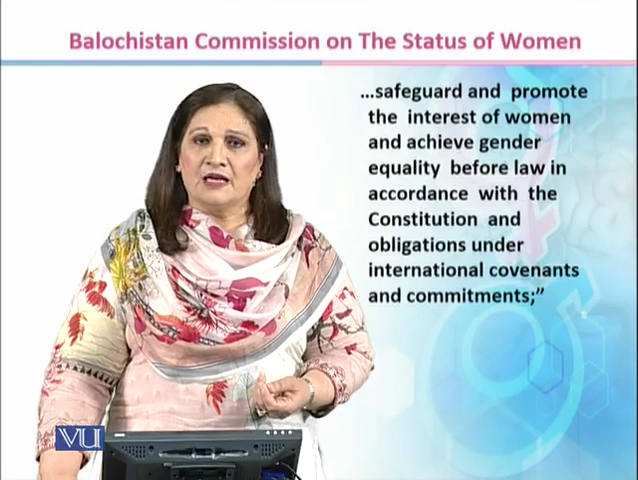 Balochistan Commission on The Status of Women
...safeguard and promote
the interest of women
and achieve gender
equality before law in
accordance with the
Constitution and
obligations under
international covenants
and commitments;”
VU